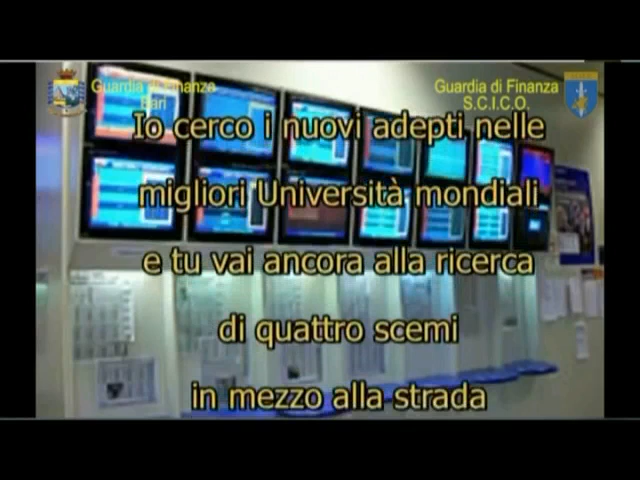 Guardia di Finanza
Bari
Guardia di Finanza
S.C.I.C.O.
Io cerco i nuovi adepti nelle
migliori Università mondiali
e tu vai ancora alla ricerca
di quattro scemi
in mezzo alla strada